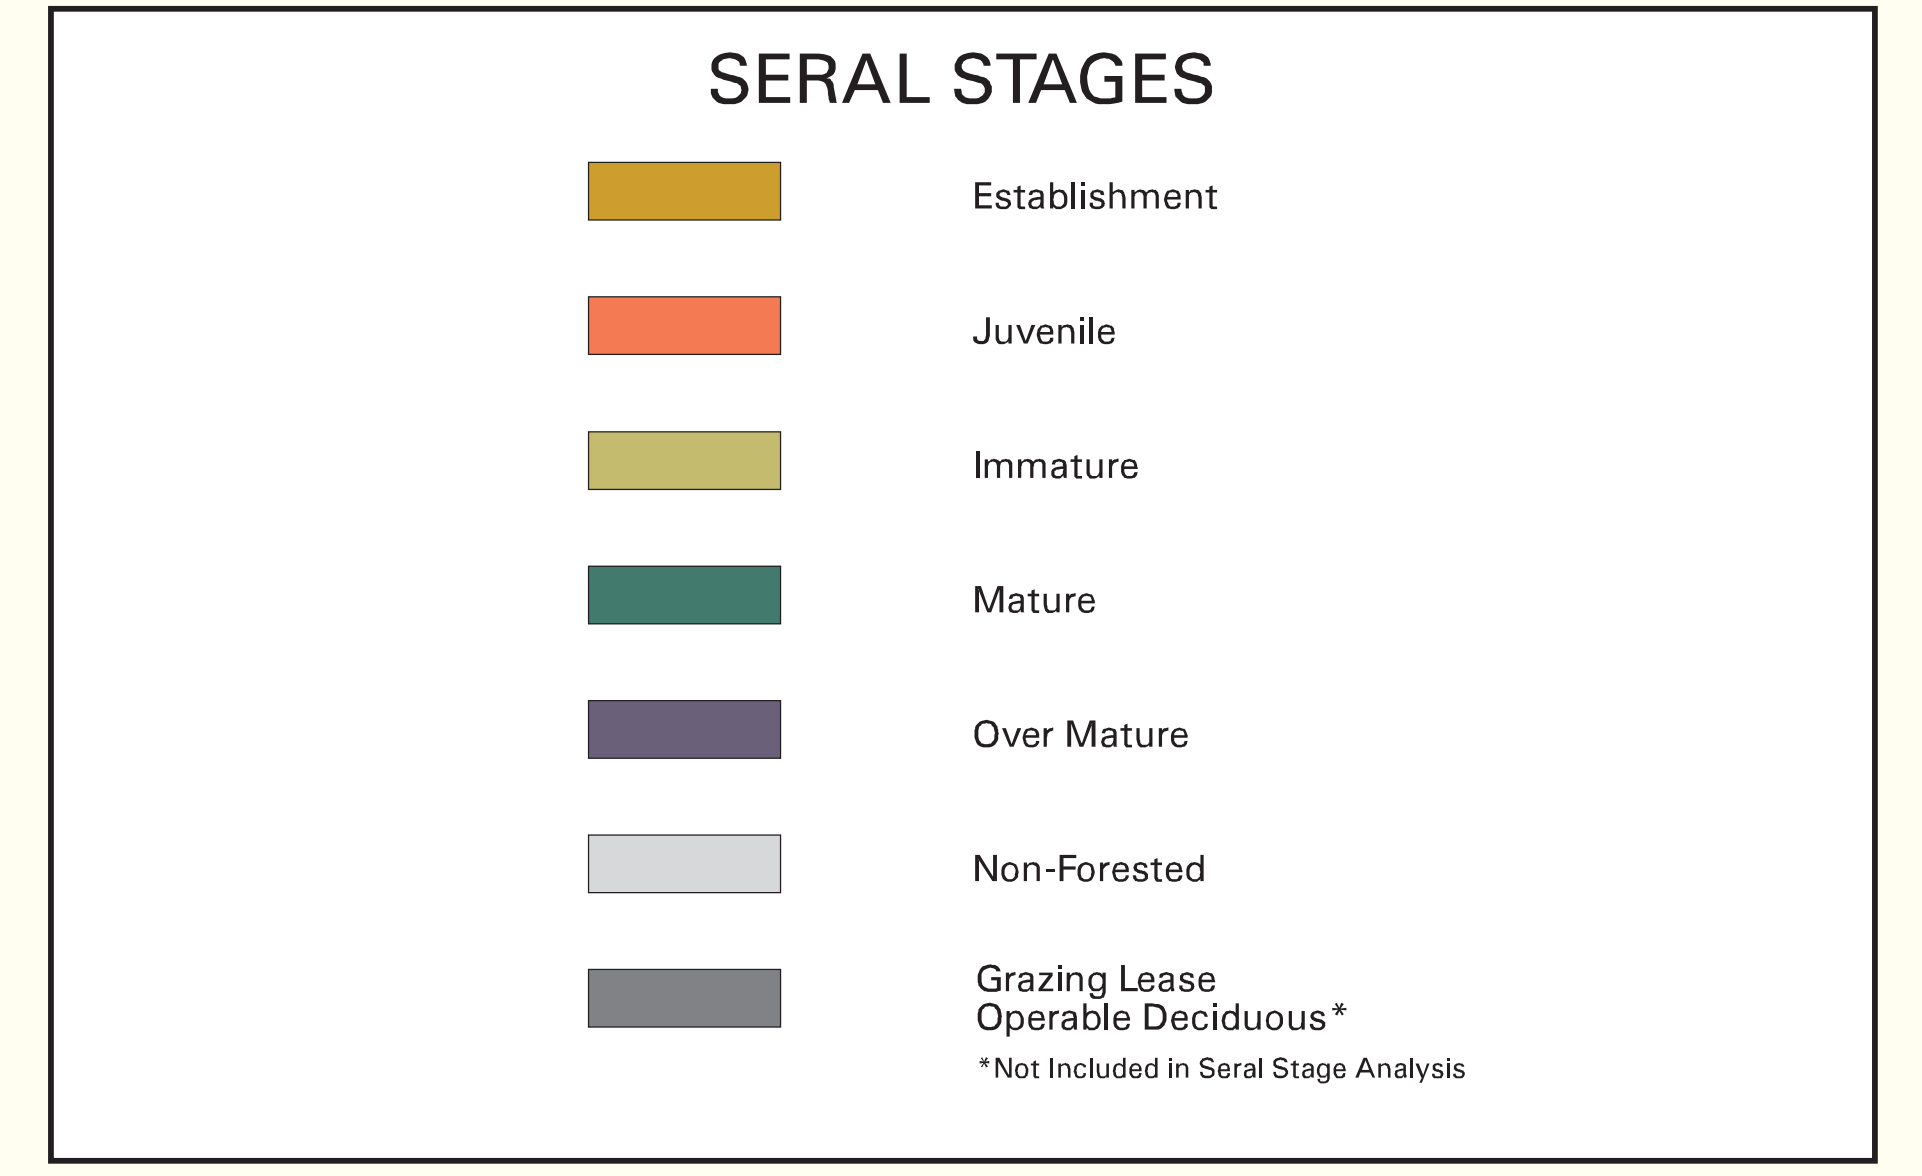 SERAL STAGES
Establishment
Juvenile
Immature
Mature
Over Mature
Non-Forested
Grazing Lease
Operable Deciduous*
*Not Included in Seral Stage Analysis